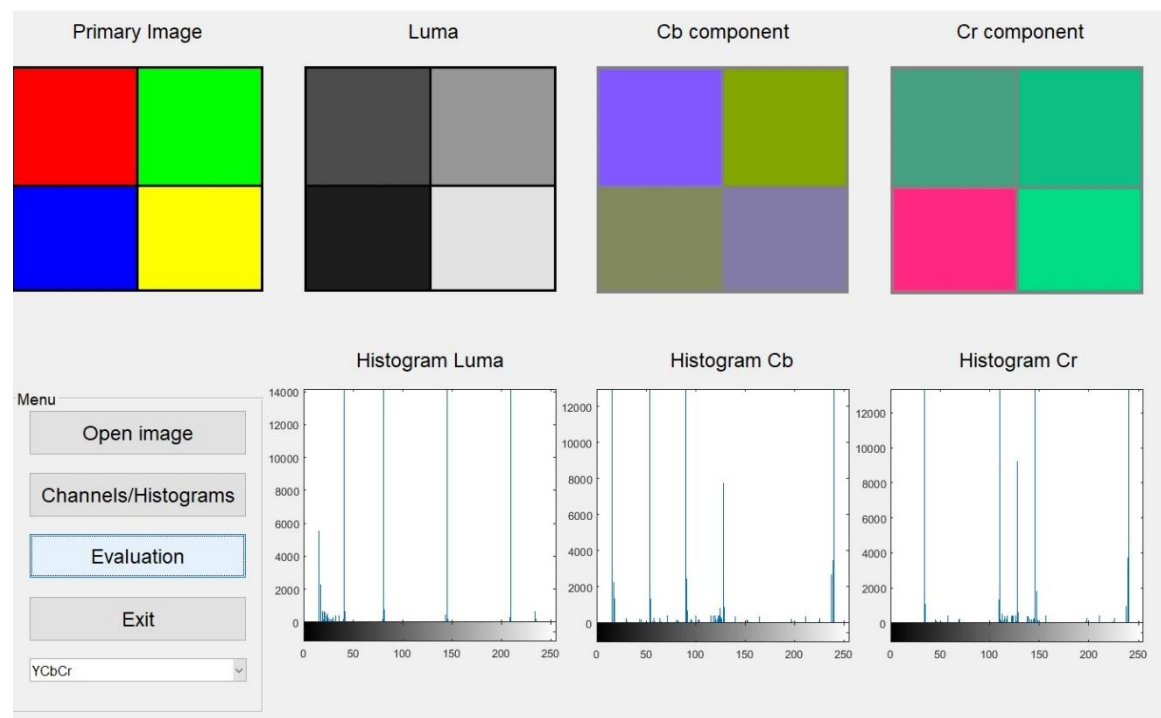 Primary Image
Luma
Cb component
Cr component
Histogram Luma
Histogram Cb
Histogram Cr
Menu
Open image
Channels/Histograms
Evaluation
Exit
YCbCr
14000
12000
10000
8000
6000
4000
2000
0
0 50 100 150 200 250
12000
10000
8000
6000
4000
2000
0
0 50 100 150 200 250
12000
10000
8000
6000
4000
2000
0
0 50 100 150 200 250